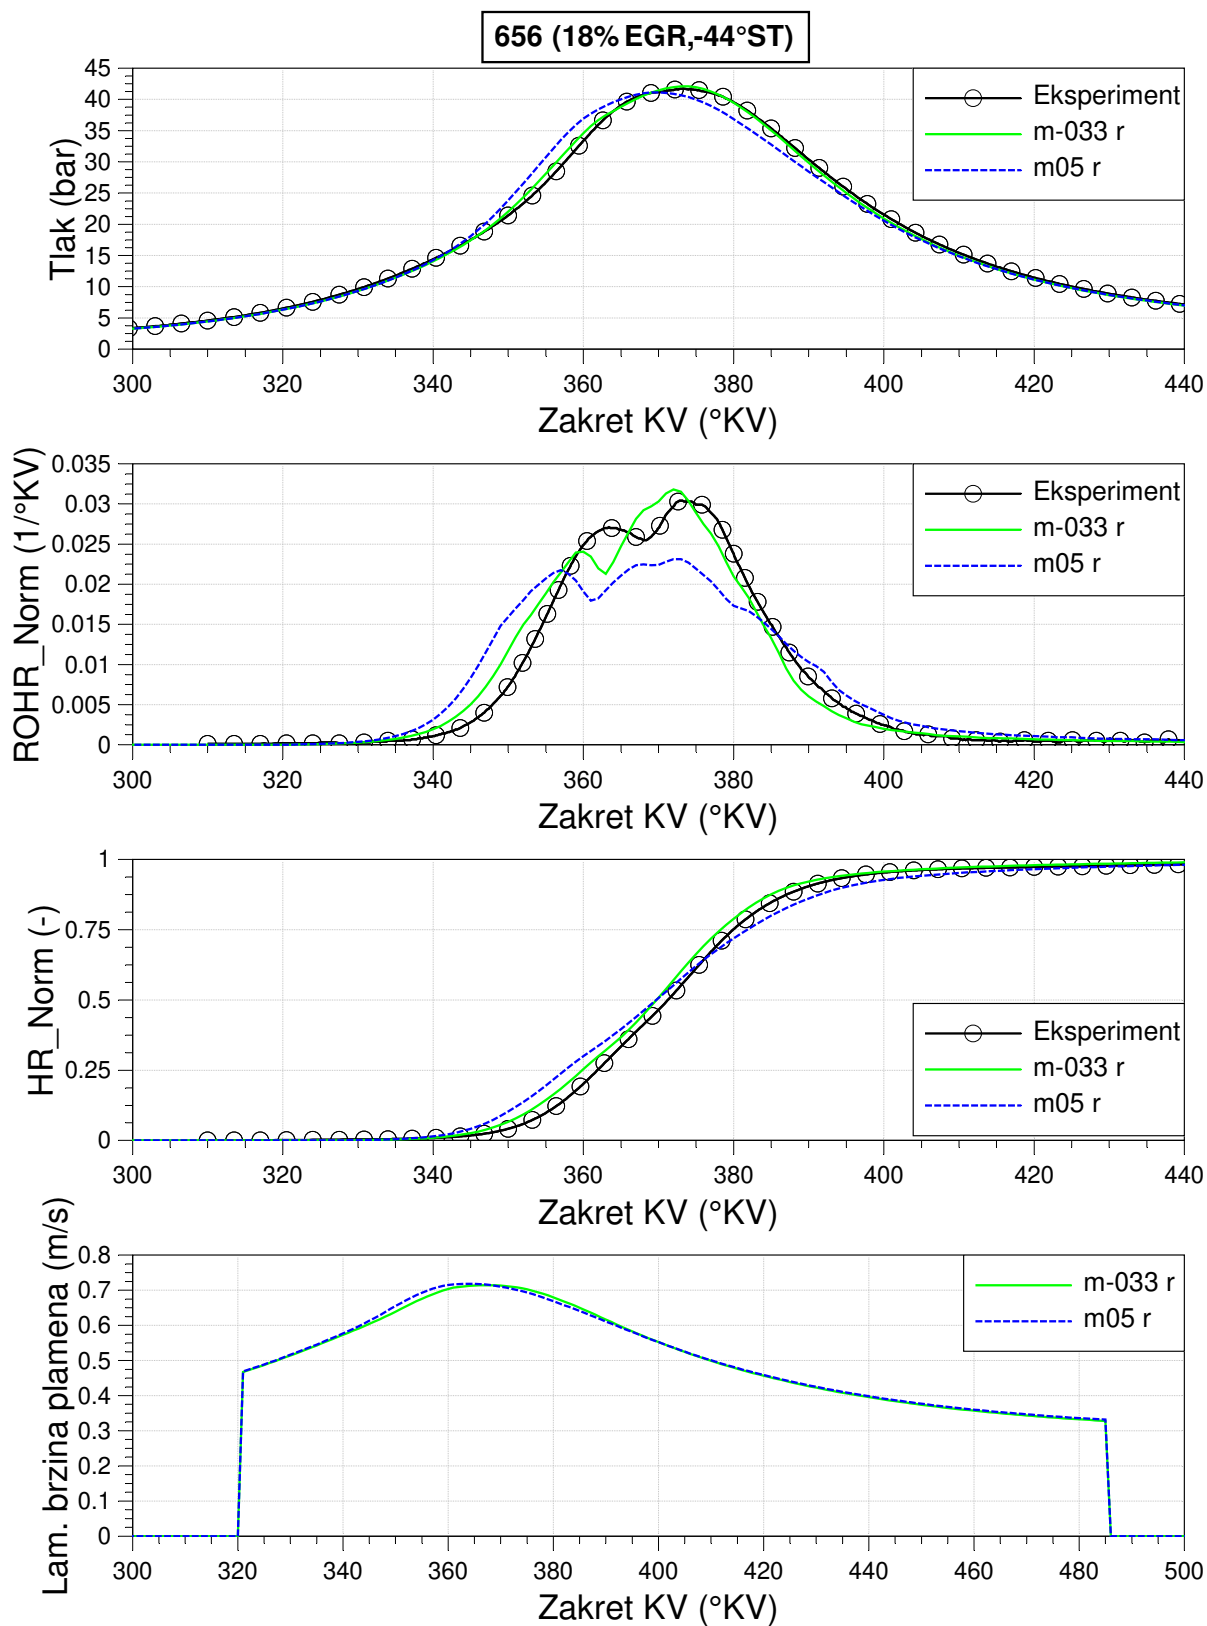 656 (18% EGR,-44°ST)
Tlak (bar)
45
40
35
30
25
20
15
10
5
0
Eksperiment
m-033 r
m05 r
300 320 340 360 380 400 420 440
Zakret KV (°KV)
ROHR_Norm (1/°KV)
0.035
0.03
0.025
0.02
0.015
0.01
0.005
0
Eksperiment
m-033 r
m05 r
300 320 340 360 380 400 420 440
Zakret KV (°KV)
HR_Norm (-)
1
0.75
0.5
0.25
0
Eksperiment
m-033 r
m05 r
300 320 340 360 380 400 420 440
Zakret KV (°KV)
Lam. brzina plamena (m/s)
0.8
0.7
0.6
0.5
0.4
0.3
0.2
0.1
0
m-033 r
m05 r
300 320 340 360 380 400 420 440 460 480 500
Zakret KV (°KV)